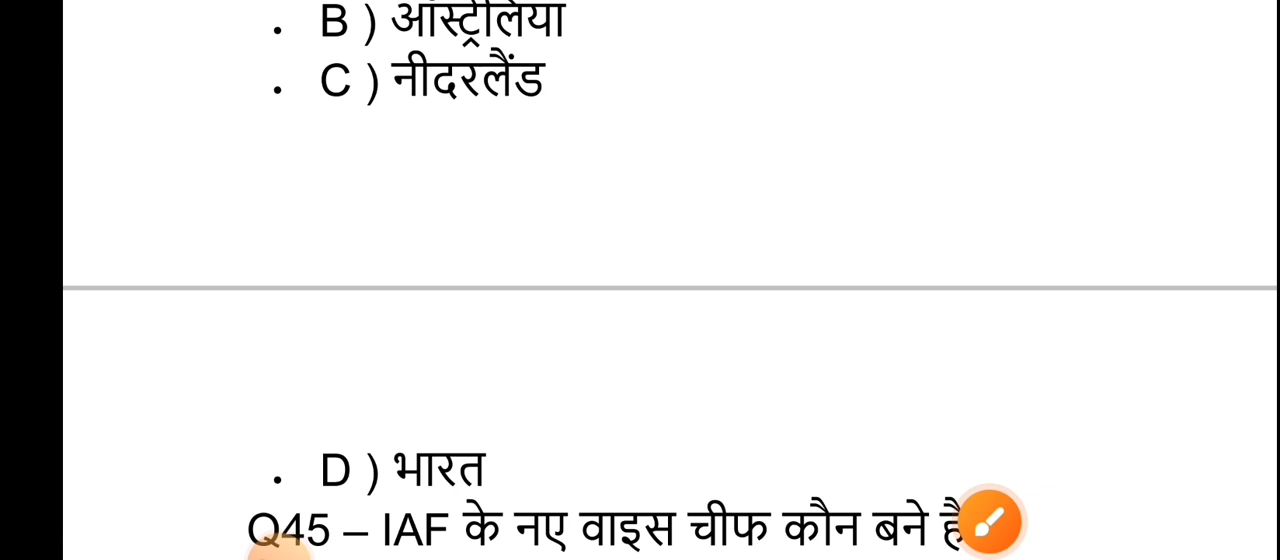 . B ) ऑस्ट्रेलिया
. C ) नीदरलैंड
. D ) भारत
Q45 – IAF के नए वाइस चीफ कौन बने है